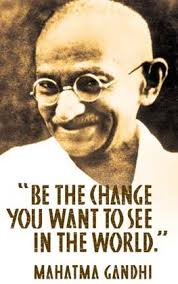 “BE THE CHANGE
YOU WANT TO SEE
IN THE WORLD.”
MAHATMA GANDHI